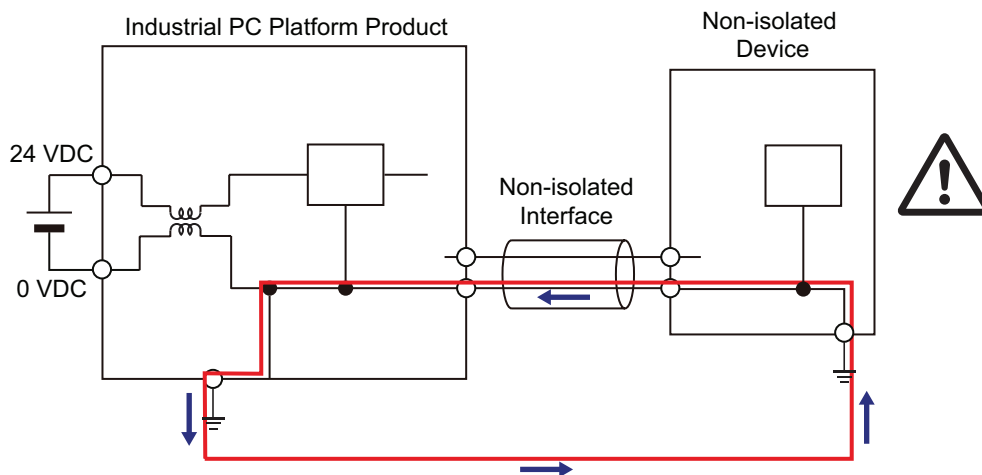 Industrial PC Platform Product
Non-isolated
Device
24 VDC
Non-isolated
Interface
0 VDC